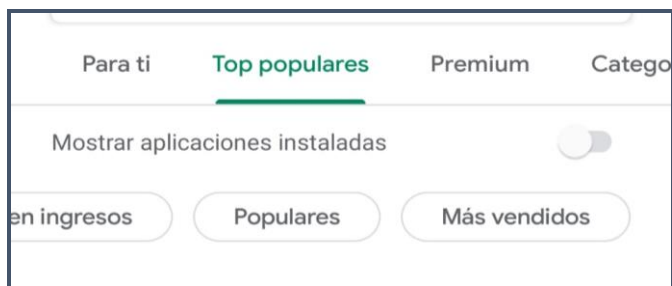 Para ti Top populares Premium Catego
Mostrar aplicaciones instaladas
en ingresos Populares Más vendidos